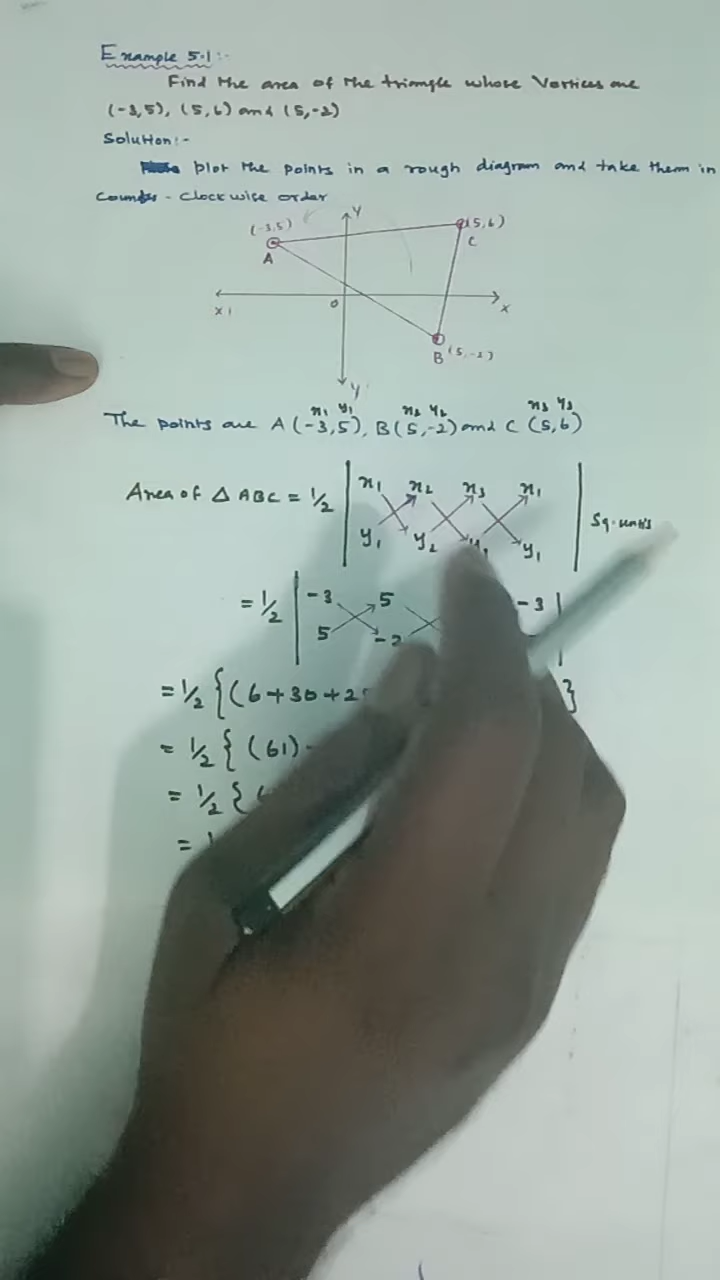 Example 5.1:-
Find the area of the triangle whose Vertices are
(-3,5), (5,6) and (5,-2)
Solution:-
plot the points in a rough diagram and take them in
Counter - Clockwise order
Y
(-3,5) (5,6)
A C
O
X1 X
B (5,-2)
Y'
x1 y1 x2 y2 x3 y3
The points are A(-3,5), B(5,-2) and C (5,6)
Area of △ ABC = 1/2 | x1 x2 x3 x1 | Sq.units
y1 y2 y1
= 1/2 | -3 5 -3 |
5 -2
= 1/2 { (6+30+25 }
= 1/2 { (61)
= 1/2 {
=